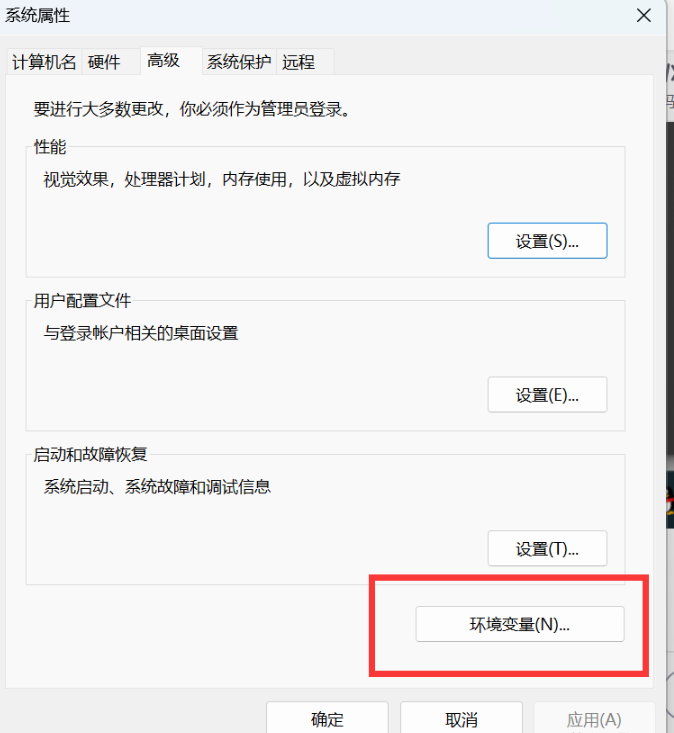 系统属性
计算机名 硬件 高级 系统保护 远程
要进行大多数更改，你必须作为管理员登录。
性能
视觉效果，处理器计划，内存使用，以及虚拟内存
设置(S)...
用户配置文件
与登录帐户相关的桌面设置
设置(E)...
启动和故障恢复
系统启动、系统故障和调试信息
设置(T)...
环境变量(N)...
确定 取消 应用(A)